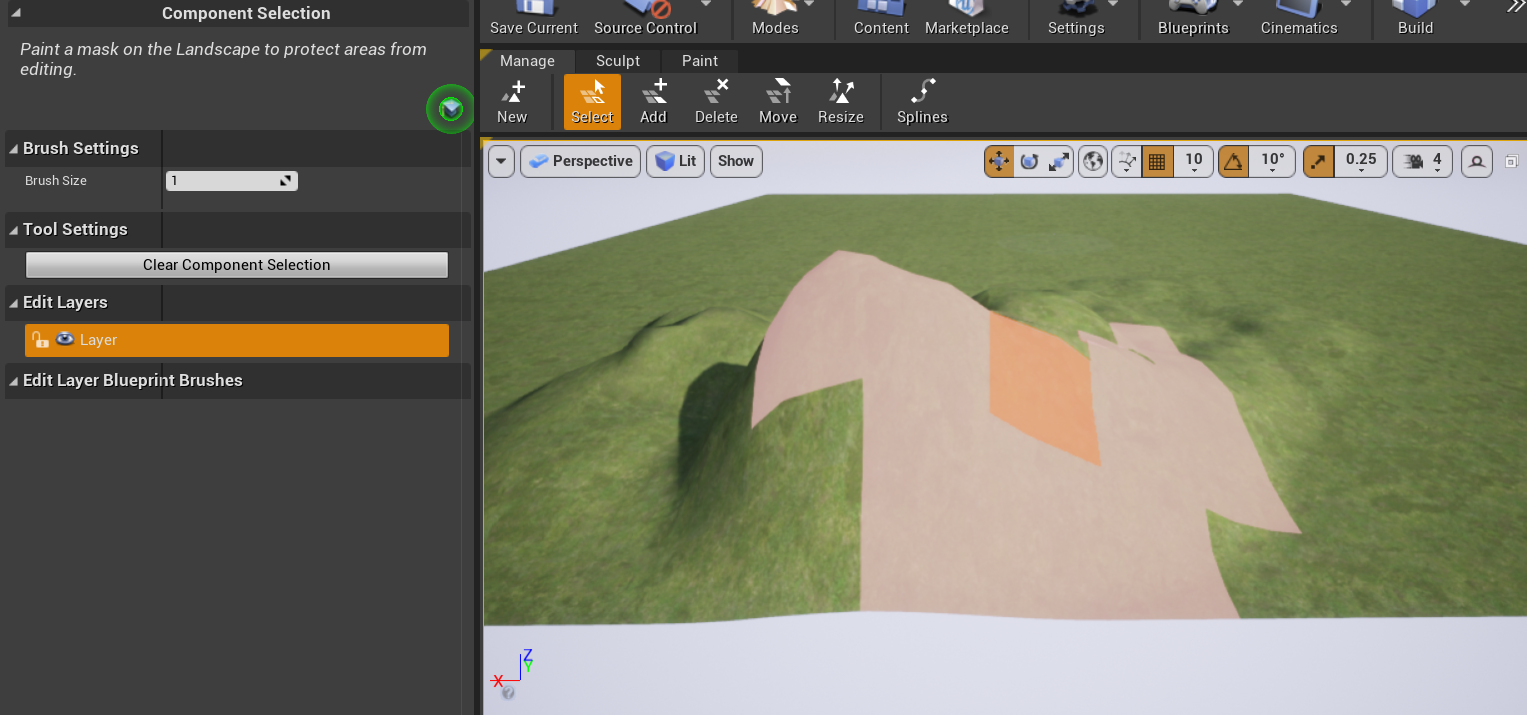 Component Selection
Paint a mask on the Landscape to protect areas from
editing.
Brush Settings
Brush Size
1
Tool Settings
Clear Component Selection
Edit Layers
Layer
Edit Layer Blueprint Brushes
Save Current
Source Control
Modes
Content
Marketplace
Settings
Blueprints
Cinematics
Build
Manage
Sculpt
Paint
New
Select
Add
Delete
Move
Resize
Splines
Perspective
Lit
Show
10
10°
0.25
4
Z
Y
X
?